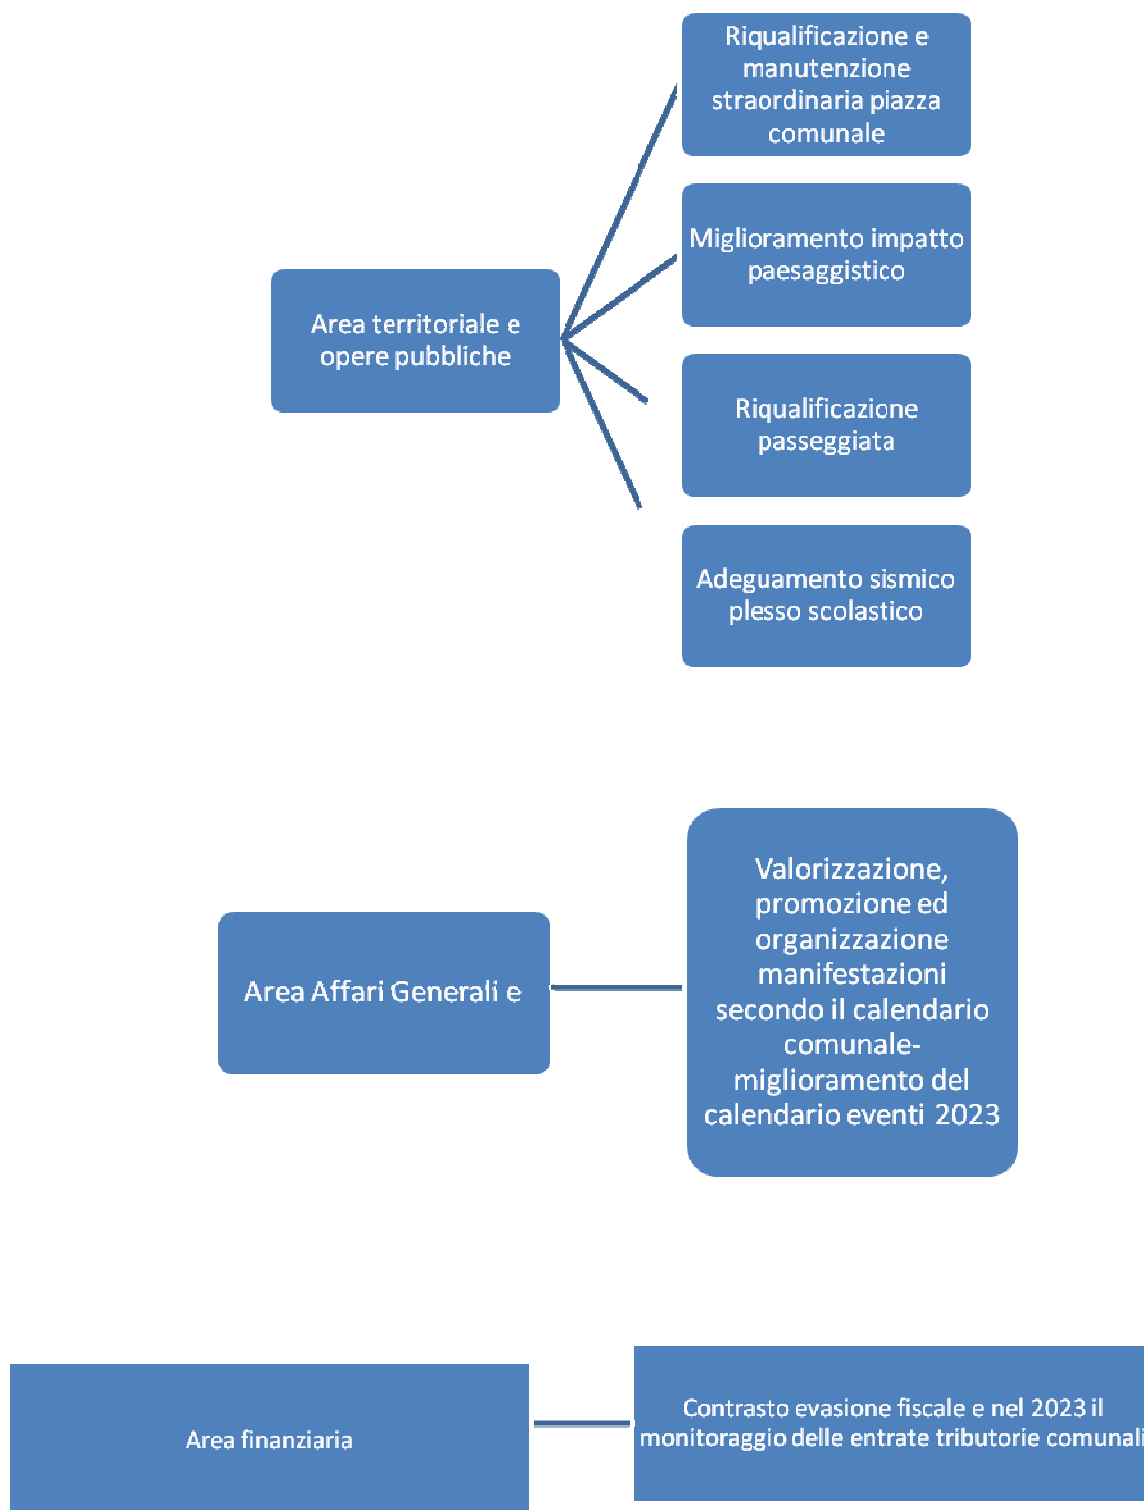 Riqualificazione e
manutenzione
straordinaria piazza
comunale
Miglioramento impatto
paesaggistico
Area territoriale e
opere pubbliche
Riqualificazione
passeggiata
Adeguamento sismico
plesso scolastico
Valorizzazione,
promozione ed
organizzazione
manifestazioni
secondo il calendario
comunale-
miglioramento del
calendario eventi 2023
Area Affari Generali e
Contrasto evasione fiscale e nel 2023 il
monitoraggio delle entrate tributorie comunali
Area finanziaria